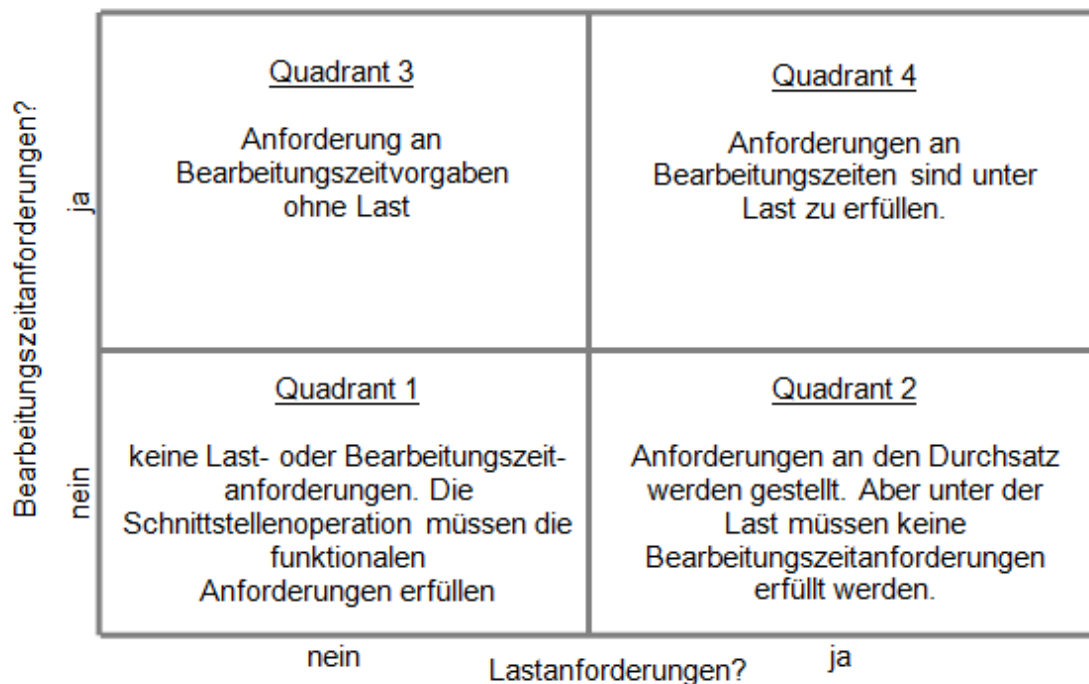 Quadrant 3
Anforderung an
Bearbeitungszeitvorgaben
ohne Last
Quadrant 4
Anforderungen an
Bearbeitungszeiten sind unter
Last zu erfüllen.
Bearbeitungszeitanforderungen?
ja
nein
Quadrant 1
keine Last- oder Bearbeitungszeit-
anforderungen. Die
Schnittstellenoperation müssen die
funktionalen
Anforderungen erfüllen
Quadrant 2
Anforderungen an den Durchsatz
werden gestellt. Aber unter der
Last müssen keine
Bearbeitungszeitanforderungen
erfüllt werden.
nein
Lastanforderungen?
ja